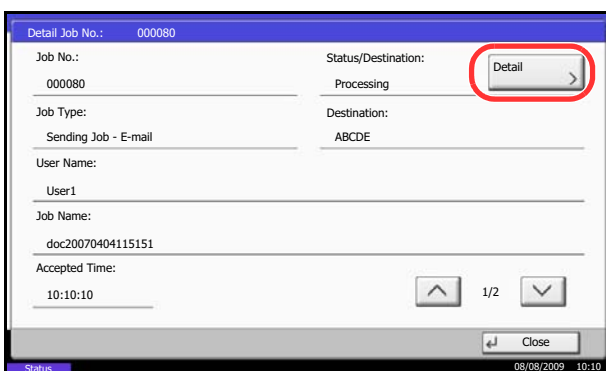 Detail Job No.: 000080
Job No.: Status/Destination: Detail
000080 Processing
Job Type: Destination:
Sending Job - E-mail ABCDE
User Name:
User1
Job Name:
doc20070404115151
Accepted Time:
10:10:10 1/2
Close
Status 08/08/2009 10:10